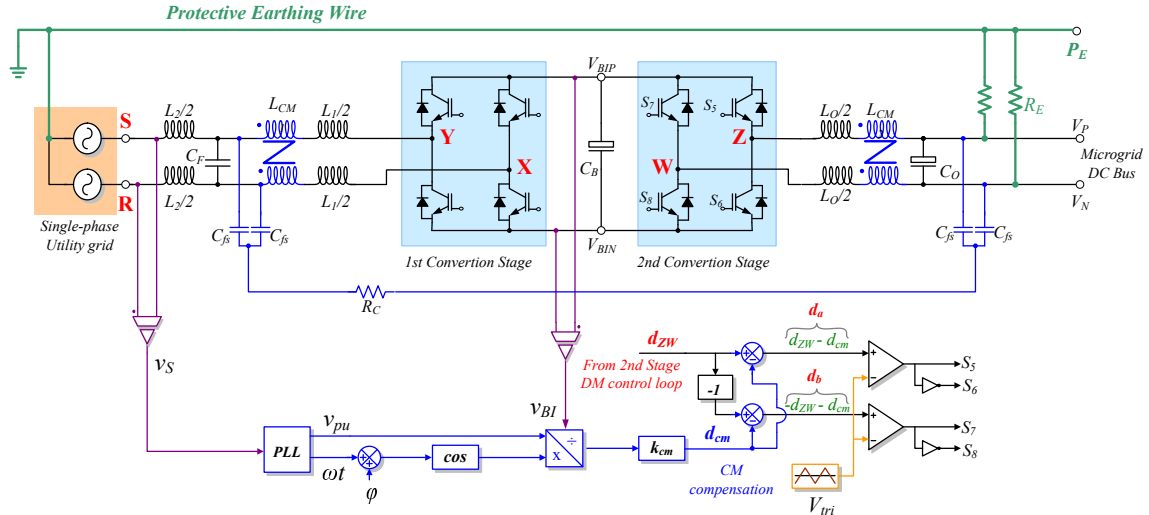 Protective Earthing Wire
P_E
V_BIP
S
L_2/2
L_CM
L_1/2
Y
S_7
S_5
Z
L_O/2
L_CM
R_E
V_P
C_F
X
C_B
W
C_O
Microgrid
DC Bus
R
L_2/2
L_1/2
S_8
S_6
L_O/2
V_N
Single-phase
Utility grid
C_fs
C_fs
1st Convertion Stage
V_BIN
2nd Convertion Stage
C_fs
C_fs
R_C
v_S
d_ZW
From 2nd Stage
DM control loop
-1
d_a
d_ZW - d_cm
+
−
S_5
S_6
d_b
-d_ZW - d_cm
+
−
S_7
S_8
v_BI
v_pu
PLL
ωt
φ
cos
÷
x
k_cm
d_cm
CM
compensation
V_tri